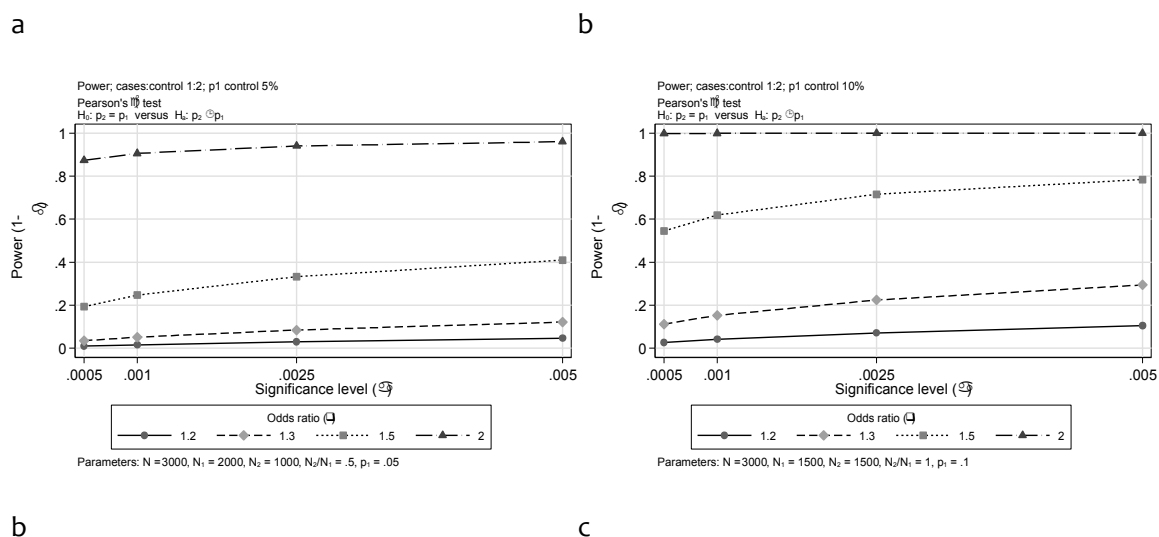 a
b
Power; cases:control 1:2; p1 control 5%
Pearson's ♍︎² test
H₀: p₂ = p₁ versus Hₐ: p₂ p₁
1
.8
.6
.4
.2
0
Power (1-
.0005 .001 .0025 .005
Significance level (♋︎)
Odds ratio (❑)
1.2 1.3 1.5 2
Parameters: N =3000, N₁ = 2000, N₂ = 1000, N₂/N₁ = .5, p₁ = .05
Power; cases:control 1:2; p1 control 10%
Pearson's ♍︎² test
H₀: p₂ = p₁ versus Hₐ: p₂ p₁
1
.8
.6
.4
.2
0
Power (1-
.0005 .001 .0025 .005
Significance level (♋︎)
Odds ratio (❑)
1.2 1.3 1.5 2
Parameters: N =3000, N₁ = 1500, N₂ = 1500, N₂/N₁ = 1, p₁ = .1
b
c